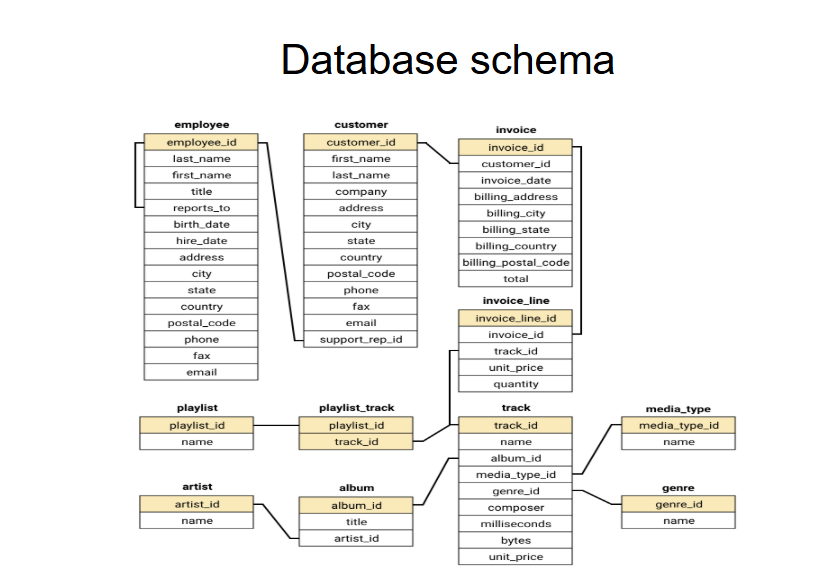 Database schema
employee
employee_id
last_name
first_name
title
reports_to
birth_date
hire_date
address
city
state
country
postal_code
phone
fax
email
customer
customer_id
first_name
last_name
company
address
city
state
country
postal_code
phone
fax
email
support_rep_id
invoice
invoice_id
customer_id
invoice_date
billing_address
billing_city
billing_state
billing_country
billing_postal_code
total
invoice_line
invoice_line_id
invoice_id
track_id
unit_price
quantity
playlist
playlist_id
name
playlist_track
playlist_id
track_id
track
track_id
name
album_id
media_type_id
genre_id
composer
milliseconds
bytes
unit_price
media_type
media_type_id
name
artist
artist_id
name
album
album_id
title
artist_id
genre
genre_id
name